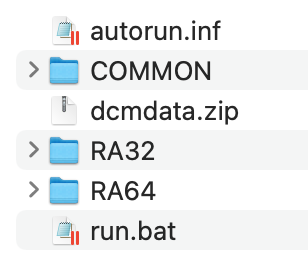 autorun.inf
COMMON
dcmdata.zip
RA32
RA64
run.bat